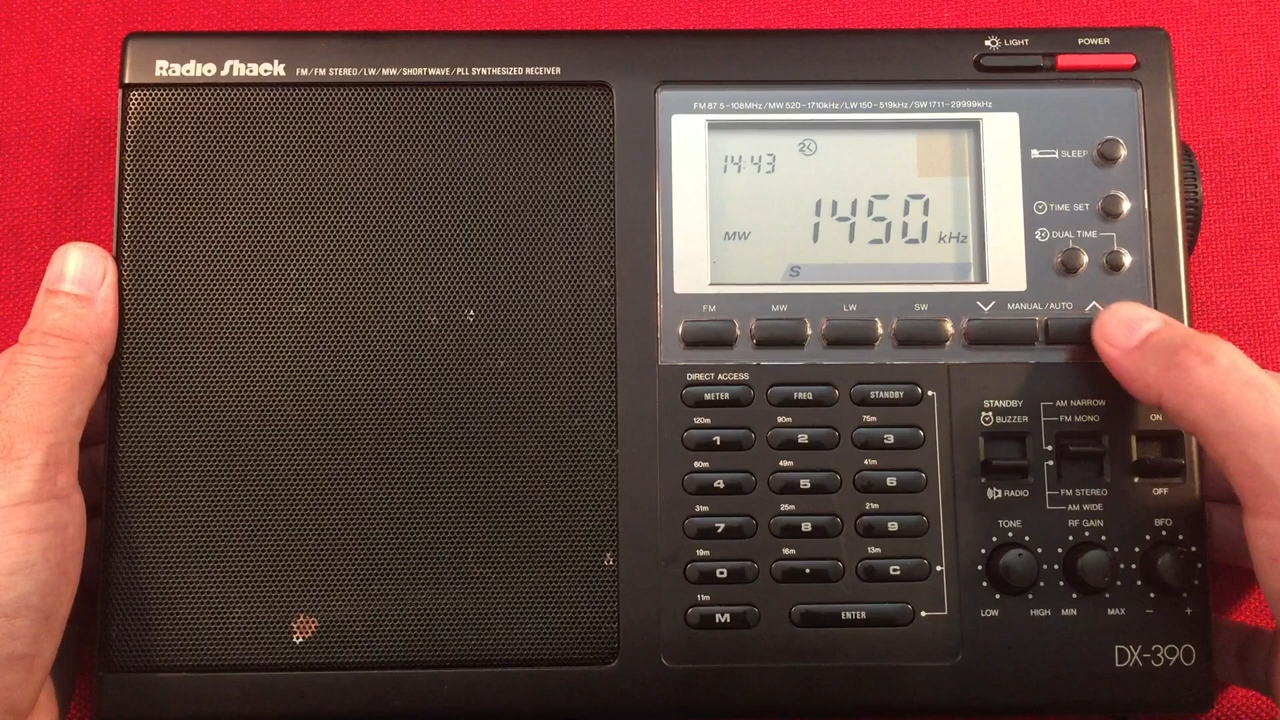 Radio Shack FM/FM STEREO/LW/MW/SHORTWAVE/PLL SYNTHESIZED RECEIVER
LIGHT POWER
FM 87.5-108MHz/MW 520-1710kHz/LW 150-519kHz/SW 1711-29999kHz
14:43 2
1450 kHz
MW
S
SLEEP
TIME SET
2 DUAL TIME
FM MW LW SW MANUAL/AUTO
DIRECT ACCESS
METER FREQ STANDBY
120m 90m 75m
1 2 3
60m 49m 41m
4 5 6
31m 25m 21m
7 8 9
19m 16m 13m
0 . C
11m
M ENTER
STANDBY AM NARROW
BUZZER FM MONO ON
RADIO FM STEREO OFF
AM WIDE
TONE RF GAIN BFO
LOW HIGH MIN MAX - +
DX-390